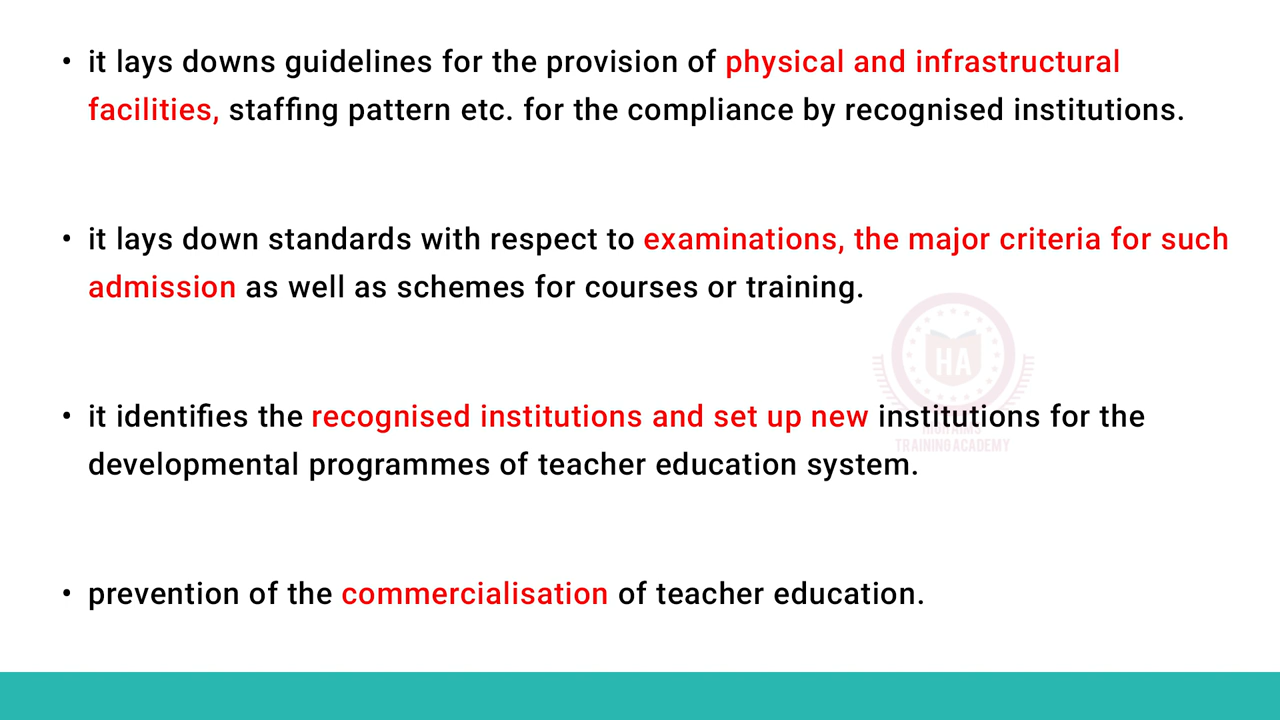 • it lays downs guidelines for the provision of physical and infrastructural
facilities, staffing pattern etc. for the compliance by recognised institutions.
• it lays down standards with respect to examinations, the major criteria for such
admission as well as schemes for courses or training.
HA
• it identifies the recognised institutions and set up new institutions for the
TRAINING ACADEMY
developmental programmes of teacher education system.
• prevention of the commercialisation of teacher education.